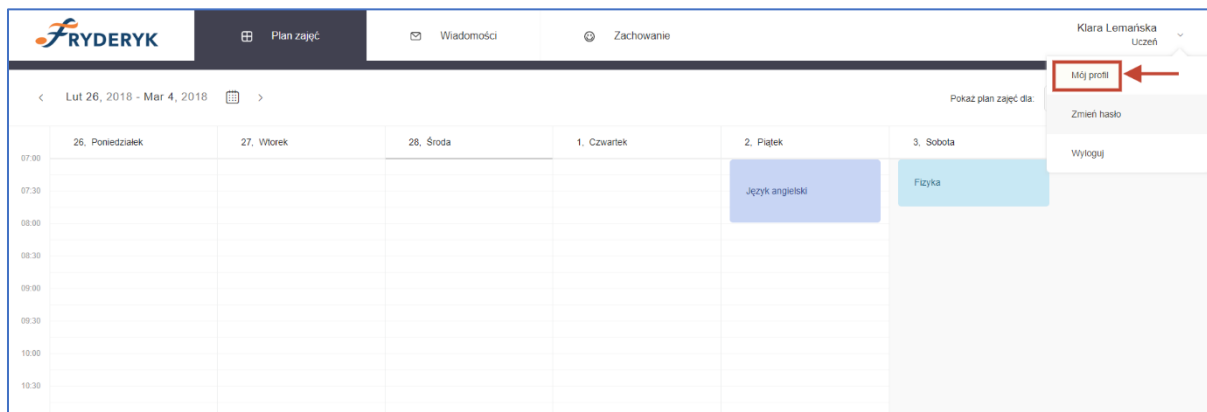 FRYDERYK
Plan zajęć
Wiadomości
Zachowanie
Klara Lemańska
Uczeń
Mój profil
Zmień hasło
Wyloguj
Lut 26, 2018 - Mar 4, 2018
Pokaż plan zajęć dla:
26, Poniedziałek
27, Wtorek
28, Środa
1, Czwartek
2, Piątek
3, Sobota
07:00
07:30
Język angielski
Fizyka
08:00
08:30
09:00
09:30
10:00
10:30